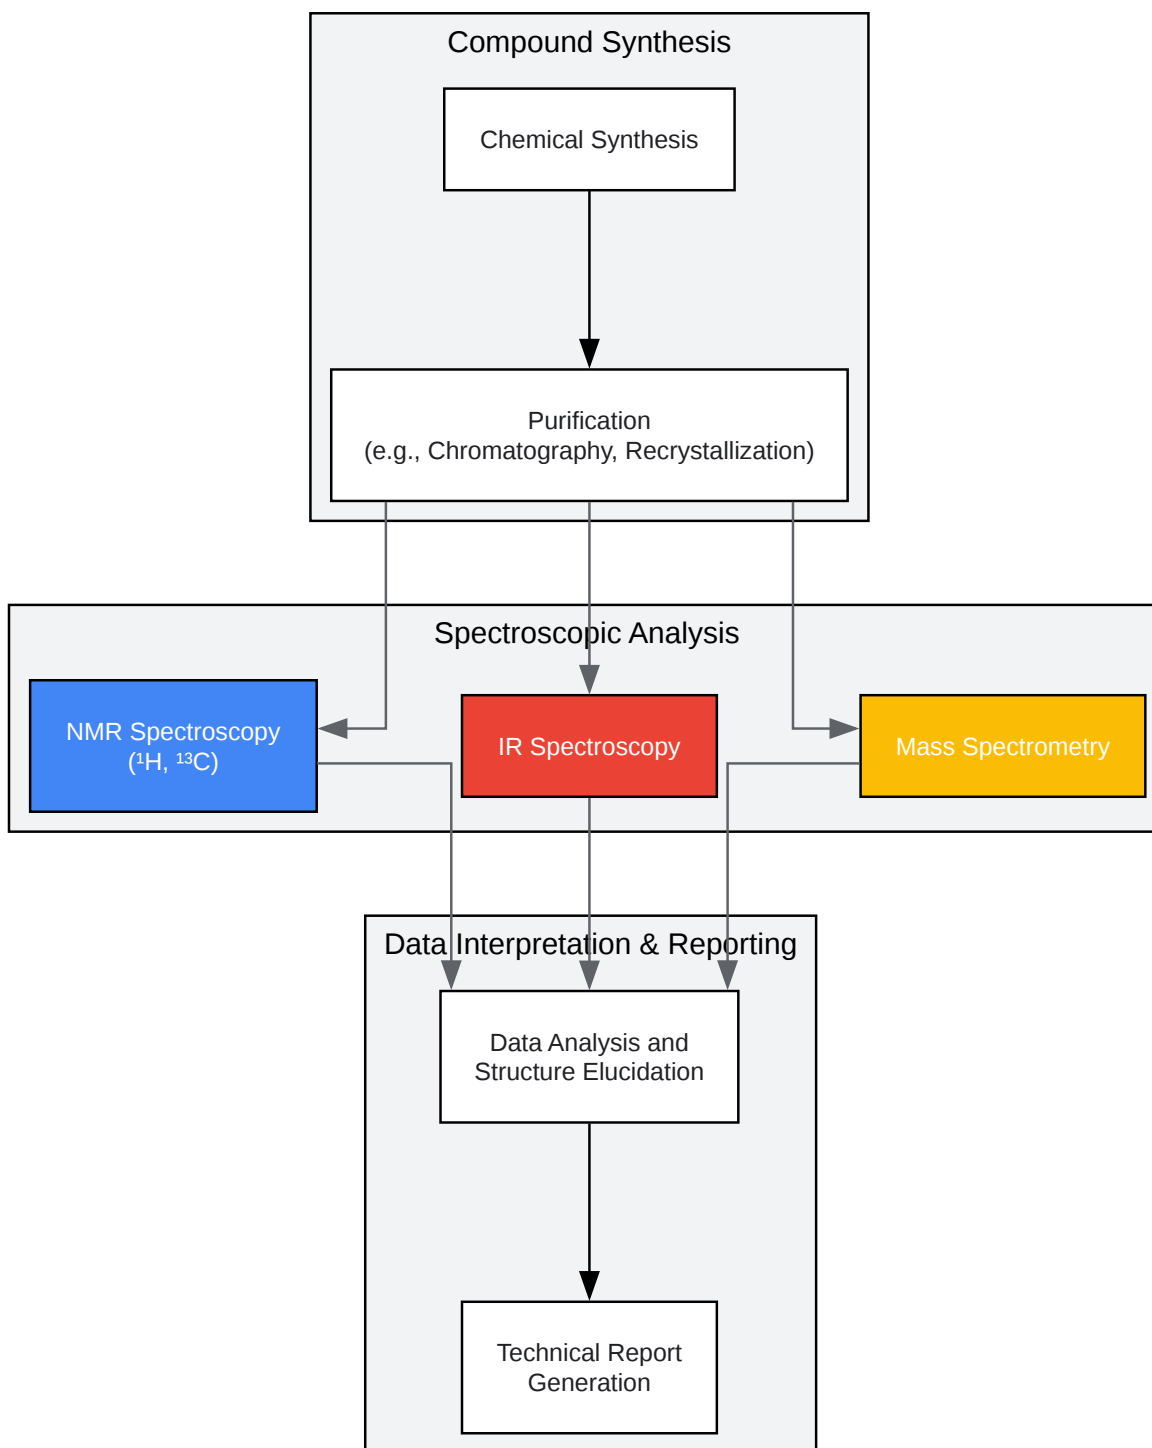 Compound Synthesis
Chemical Synthesis
Purification
(e.g., Chromatography, Recrystallization)
Spectroscopic Analysis
NMR Spectroscopy
(¹H, ¹³C)
IR Spectroscopy
Mass Spectrometry
Data Interpretation & Reporting
Data Analysis and
Structure Elucidation
Technical Report
Generation